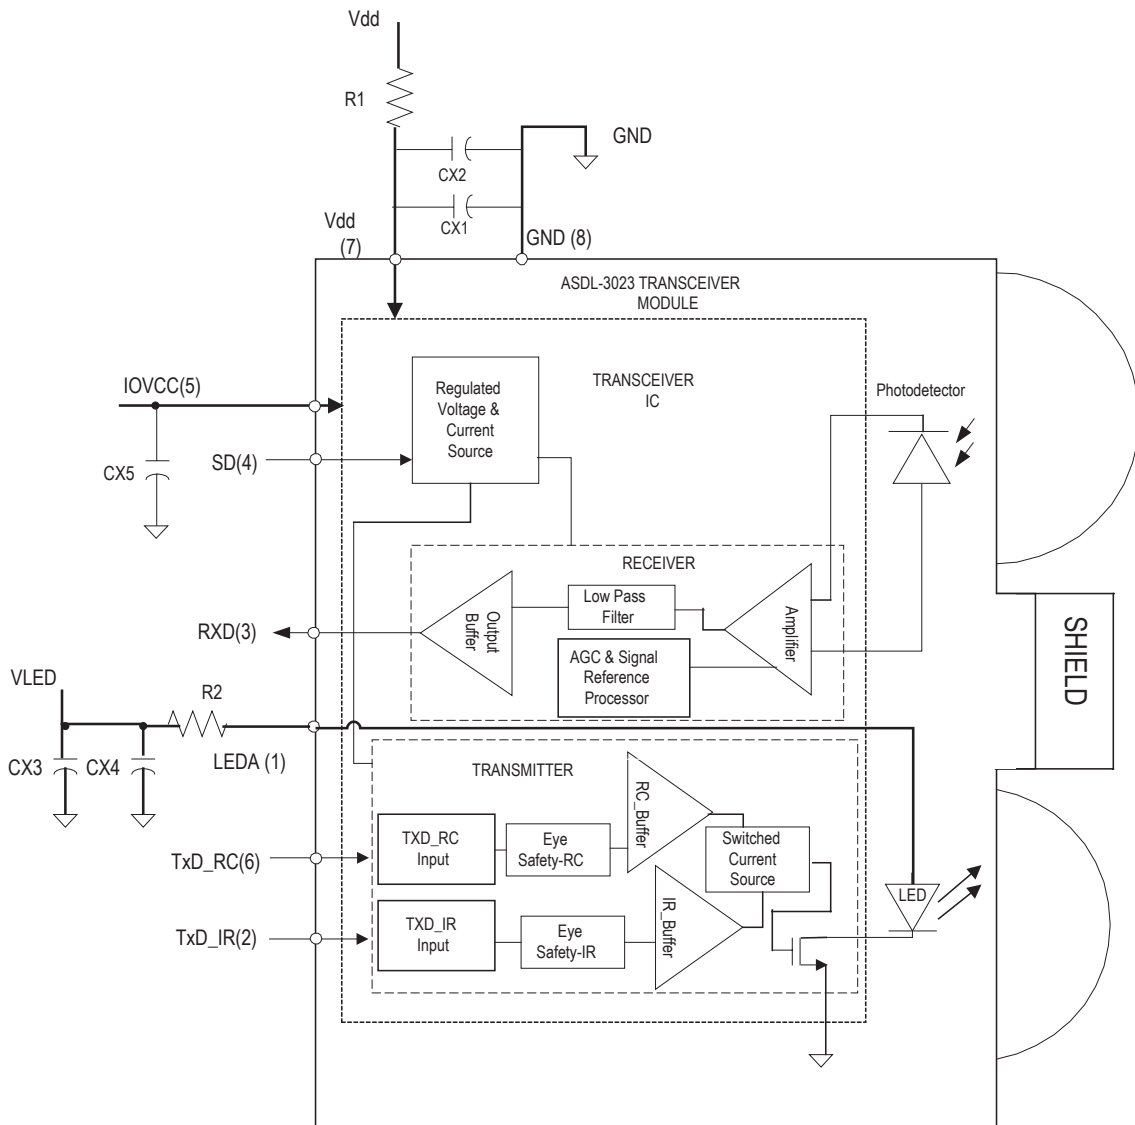 Vdd
R1
GND
CX2
CX1
Vdd
(7)
GND (8)
ASDL-3023 TRANSCEIVER
MODULE
IOVCC(5)
CX5
SD(4)
Regulated
Voltage &
Current
Source
TRANSCEIVER
IC
Photodetector
RECEIVER
Output
Buffer
Low Pass
Filter
Amplifier
AGC & Signal
Reference
Processor
RXD(3)
SHIELD
VLED
R2
CX3
CX4
LEDA (1)
TRANSMITTER
TxD_RC(6)
TXD_RC
Input
Eye
Safety-RC
RC_Buffer
Switched
Current
Source
LED
TxD_IR(2)
TXD_IR
Input
Eye
Safety-IR
IR_Buffer